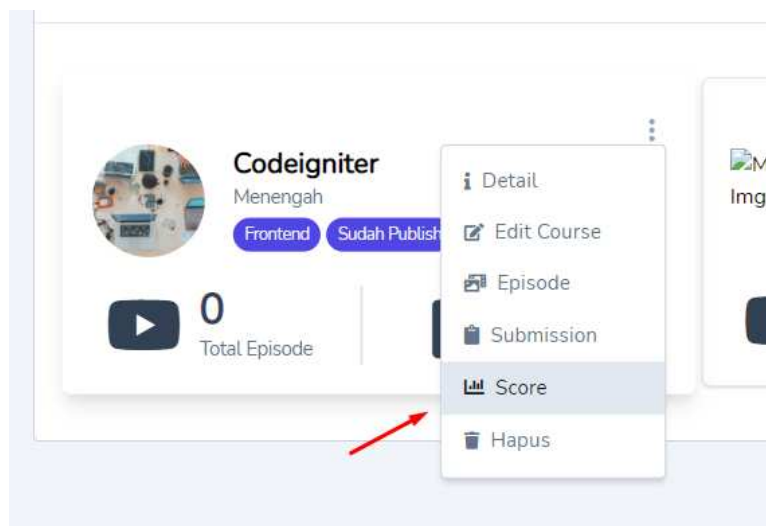 Codeigniter
Menengah
Frontend
Sudah Publish
0
Total Episode
Detail
Edit Course
Episode
Submission
Score
Hapus
Img